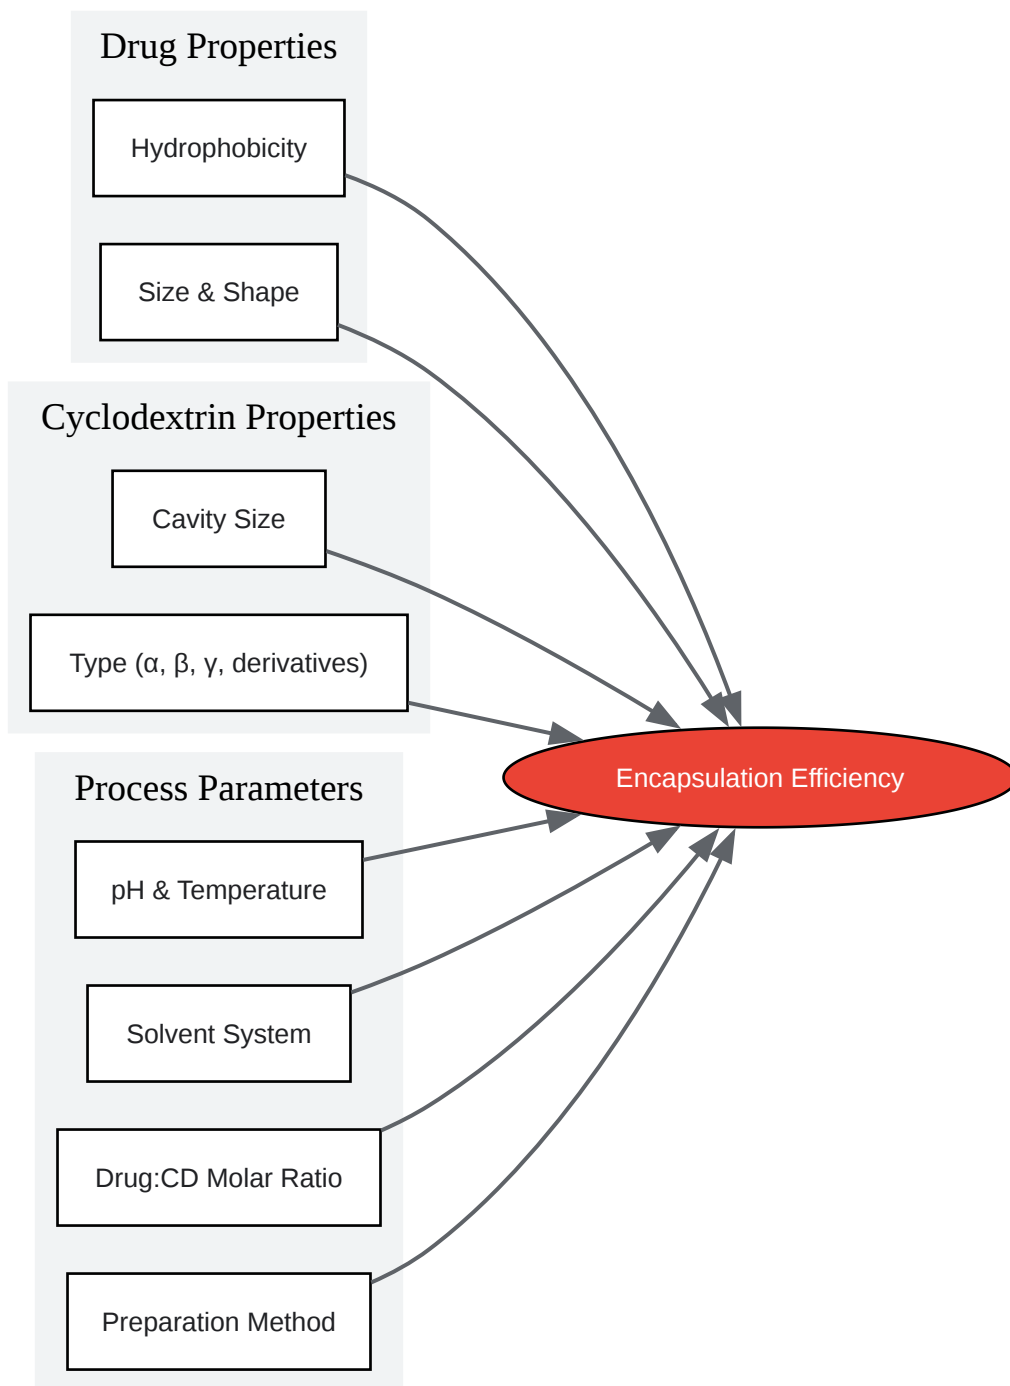 Drug Properties
Hydrophobicity
Size & Shape
Cyclodextrin Properties
Cavity Size
Type (α, β, γ, derivatives)
Process Parameters
pH & Temperature
Solvent System
Drug:CD Molar Ratio
Preparation Method
Encapsulation Efficiency